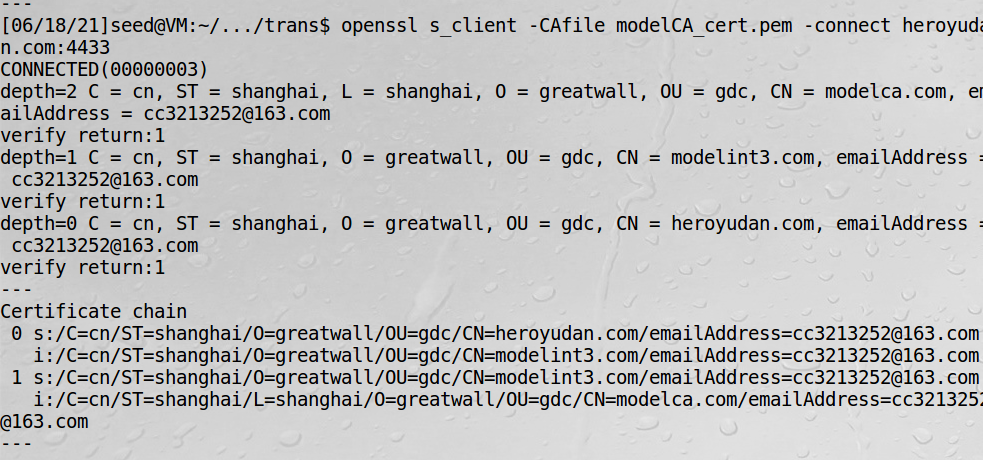 ---
[06/18/21]seed@VM:~/.../trans$ openssl s_client -CAfile modelCA_cert.pem -connect heroyuda
n.com:4433
CONNECTED(00000003)
depth=2 C = cn, ST = shanghai, L = shanghai, O = greatwall, OU = gdc, CN = modelca.com, em
ailAddress = cc3213252@163.com
verify return:1
depth=1 C = cn, ST = shanghai, O = greatwall, OU = gdc, CN = modelint3.com, emailAddress =
 cc3213252@163.com
verify return:1
depth=0 C = cn, ST = shanghai, O = greatwall, OU = gdc, CN = heroyudan.com, emailAddress =
 cc3213252@163.com
verify return:1
---
Certificate chain
 0 s:/C=cn/ST=shanghai/O=greatwall/OU=gdc/CN=heroyudan.com/emailAddress=cc3213252@163.com
   i:/C=cn/ST=shanghai/O=greatwall/OU=gdc/CN=modelint3.com/emailAddress=cc3213252@163.com
 1 s:/C=cn/ST=shanghai/O=greatwall/OU=gdc/CN=modelint3.com/emailAddress=cc3213252@163.com
   i:/C=cn/ST=shanghai/L=shanghai/O=greatwall/OU=gdc/CN=modelca.com/emailAddress=cc3213252
@163.com
---